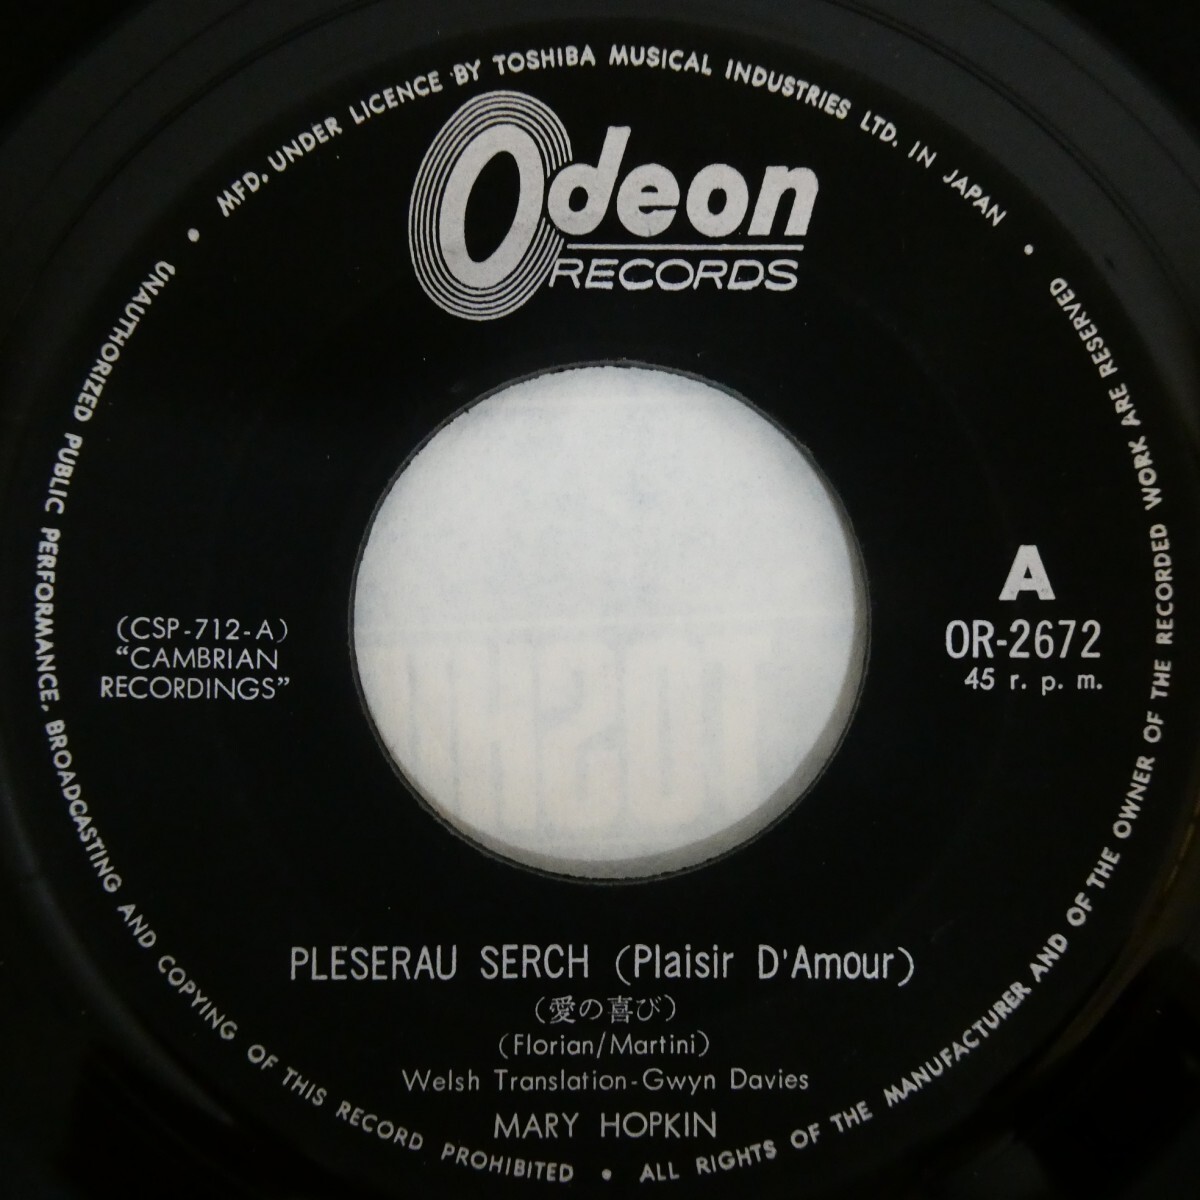 MFD. UNDER LICENCE BY TOSHIBA MUSICAL INDUSTRIES LTD. IN JAPAN
Odeon
RECORDS
A
OR-2672
45 r. p. m.
(CSP-712-A)
"CAMBRIAN
RECORDINGS"
PLESERAU SERCH (Plaisir D'Amour)
(愛の喜び)
(Florian/Martini)
Welsh Translation-Gwyn Davies
MARY HOPKIN
UNAUTHORIZED PUBLIC PERFORMANCE, BROADCASTING AND COPYING OF THIS RECORD PROHIBITED • ALL RIGHTS OF THE MANUFACTURER AND OF THE OWNER OF THE RECORDED WORK ARE RESERVED